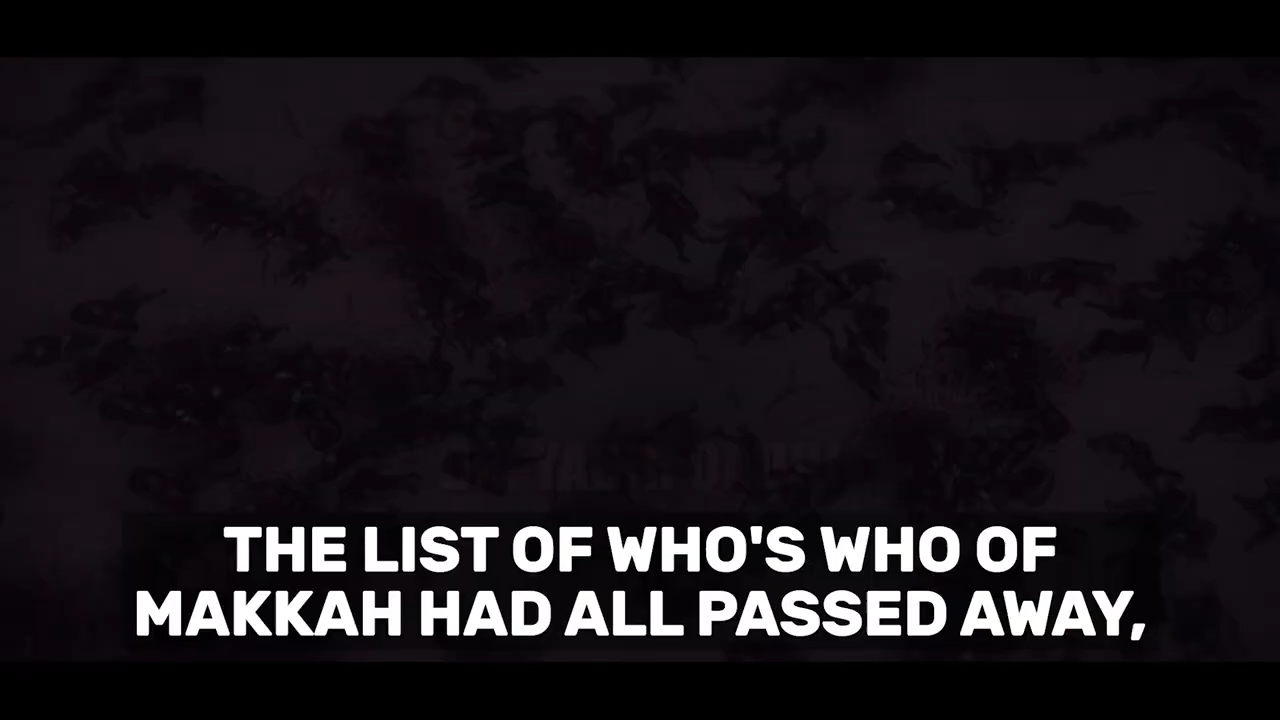 THE LIST OF WHO'S WHO OF
MAKKAH HAD ALL PASSED AWAY,